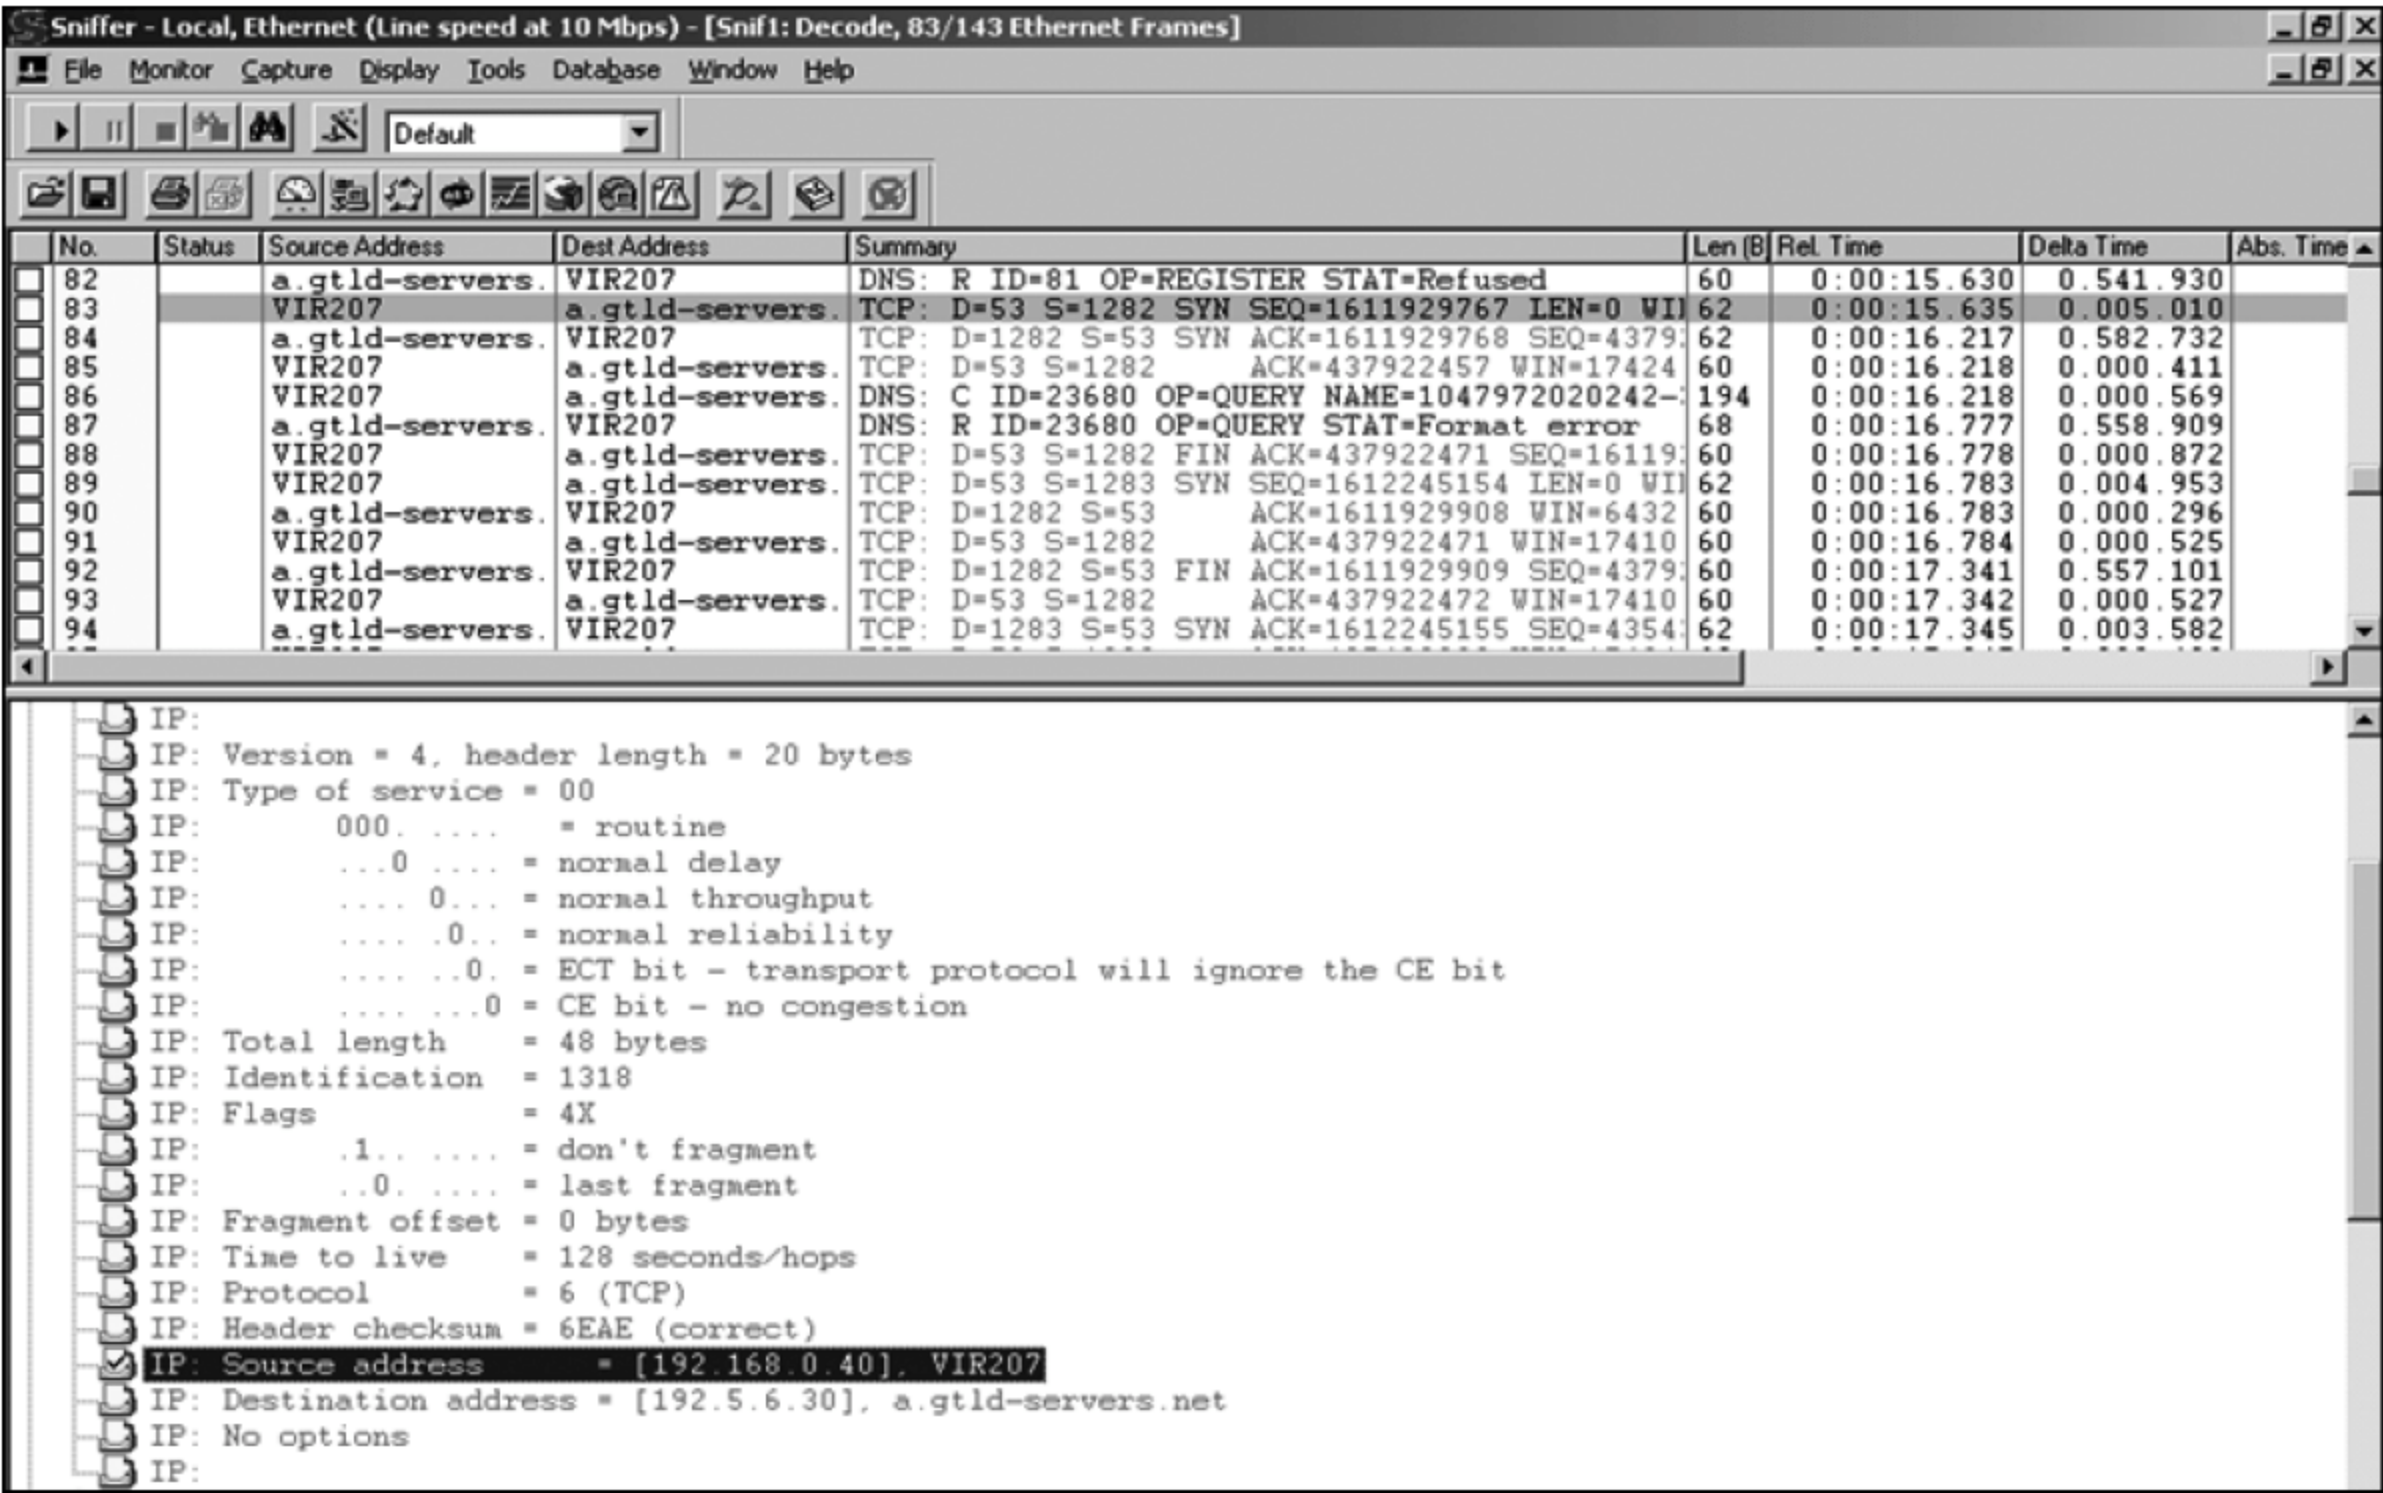 Sniffer - Local, Ethernet (Line speed at 10 Mbps) - [Snif1: Decode, 83/143 Ethernet Frames]
File Monitor Capture Display Tools Database Window Help
Default
No. Status Source Address Dest Address Summary Len (B Rel. Time Delta Time Abs. Time
82 a.gtld-servers. VIR207 DNS: R ID=81 OP=REGISTER STAT=Refused 60 0:00:15.630 0.541.930
83 VIR207 a.gtld-servers. TCP: D=53 S=1282 SYN SEQ=1611929767 LEN=0 WI 62 0:00:15.635 0.005.010
84 a.gtld-servers. VIR207 TCP: D=1282 S=53 SYN ACK=1611929768 SEQ=4379 62 0:00:16.217 0.582.732
85 VIR207 a.gtld-servers. TCP: D=53 S=1282 ACK=437922457 WIN=17424 60 0:00:16.218 0.000.411
86 VIR207 a.gtld-servers. DNS: C ID=23680 OP=QUERY NAME=1047972020242- 194 0:00:16.218 0.000.569
87 a.gtld-servers. VIR207 DNS: R ID=23680 OP=QUERY STAT=Format error 68 0:00:16.777 0.558.909
88 VIR207 a.gtld-servers. TCP: D=53 S=1282 FIN ACK=437922471 SEQ=16119 60 0:00:16.778 0.000.872
89 VIR207 a.gtld-servers. TCP: D=53 S=1283 SYN SEQ=1612245154 LEN=0 WI 62 0:00:16.783 0.004.953
90 a.gtld-servers. VIR207 TCP: D=1282 S=53 ACK=1611929908 WIN=6432 60 0:00:16.783 0.000.296
91 VIR207 a.gtld-servers. TCP: D=53 S=1282 ACK=437922471 WIN=17410 60 0:00:16.784 0.000.525
92 a.gtld-servers. VIR207 TCP: D=1282 S=53 FIN ACK=1611929909 SEQ=4379 60 0:00:17.341 0.557.101
93 VIR207 a.gtld-servers. TCP: D=53 S=1282 ACK=437922472 WIN=17410 60 0:00:17.342 0.000.527
94 a.gtld-servers. VIR207 TCP: D=1283 S=53 SYN ACK=1612245155 SEQ=4354 62 0:00:17.345 0.003.582
IP:
IP: Version = 4, header length = 20 bytes
IP: Type of service = 00
IP: 000. .... = routine
IP: ...0 .... = normal delay
IP: .... 0... = normal throughput
IP: .... .0.. = normal reliability
IP: .... ..0. = ECT bit - transport protocol will ignore the CE bit
IP: .... ...0 = CE bit - no congestion
IP: Total length = 48 bytes
IP: Identification = 1318
IP: Flags = 4X
IP: .1.. .... = don't fragment
IP: ..0. .... = last fragment
IP: Fragment offset = 0 bytes
IP: Time to live = 128 seconds/hops
IP: Protocol = 6 (TCP)
IP: Header checksum = 6EAE (correct)
IP: Source address = [192.168.0.40], VIR207
IP: Destination address = [192.5.6.30], a.gtld-servers.net
IP: No options
IP: